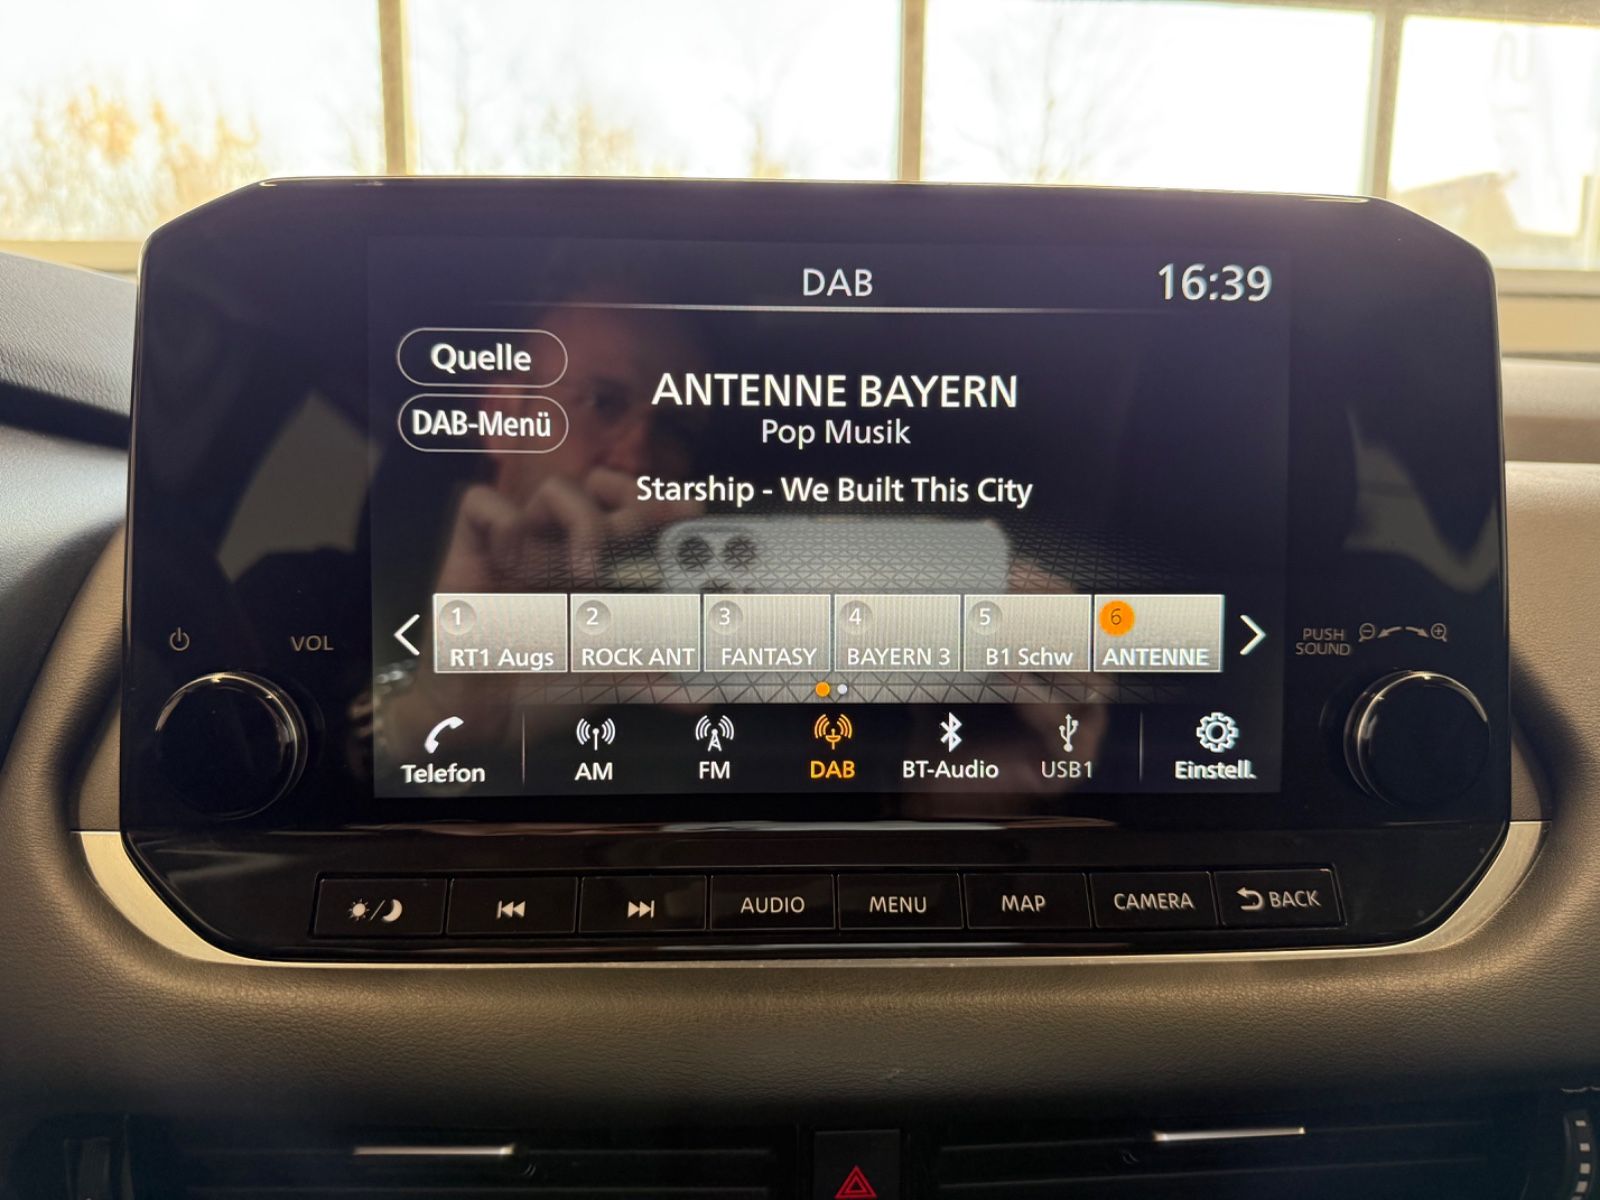 DAB
16:39
Quelle
DAB-Menü
ANTENNE BAYERN
Pop Musik
Starship - We Built This City
1
2
3
4
5
6
RT1 Augs
ROCK ANT
FANTASY
BAYERN 3
B1 Schw
ANTENNE
VOL
PUSH
SOUND
Telefon
AM
FM
DAB
BT-Audio
USB1
Einstell.
AUDIO
MENU
MAP
CAMERA
BACK